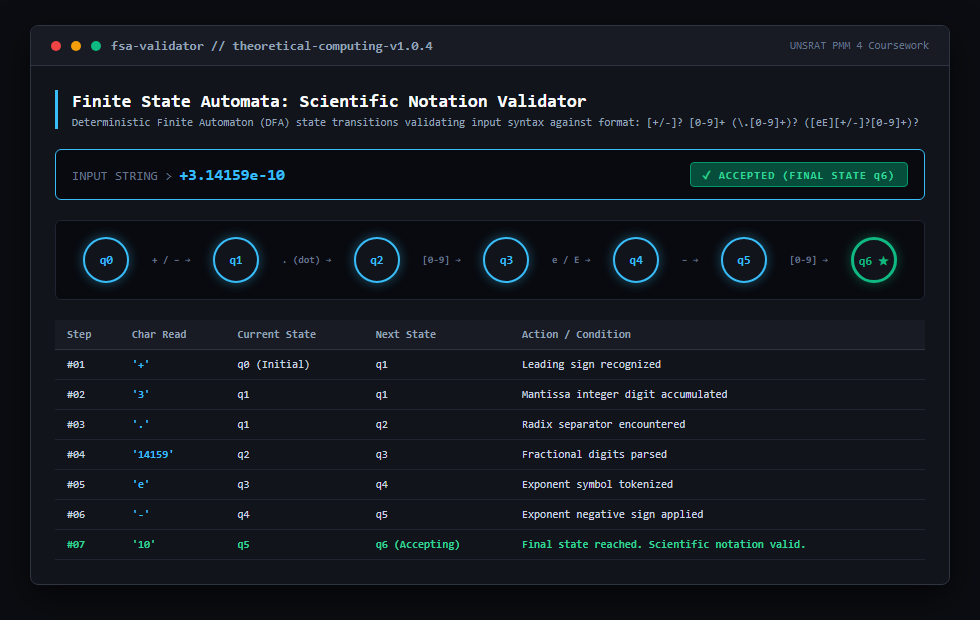 fsa-validator // theoretical-computing-v1.0.4
UNSRAT PMM 4 Coursework
Finite State Automata: Scientific Notation Validator
Deterministic Finite Automaton (DFA) state transitions validating input syntax against format: [+/-]? [0-9]+ (\.[0-9]+)? ([eE][+/-]?[0-9]+)?
INPUT STRING > +3.14159e-10
✓ ACCEPTED (FINAL STATE q6)
q0 + / − → q1 . (dot) → q2 [0-9] → q3 e / E → q4 − → q5 [0-9] → q6 ★
Step Char Read Current State Next State Action / Condition
#01 '+' q0 (Initial) q1 Leading sign recognized
#02 '3' q1 q1 Mantissa integer digit accumulated
#03 '.' q1 q2 Radix separator encountered
#04 '14159' q2 q3 Fractional digits parsed
#05 'e' q3 q4 Exponent symbol tokenized
#06 '-' q4 q5 Exponent negative sign applied
#07 '10' q5 q6 (Accepting) Final state reached. Scientific notation valid.